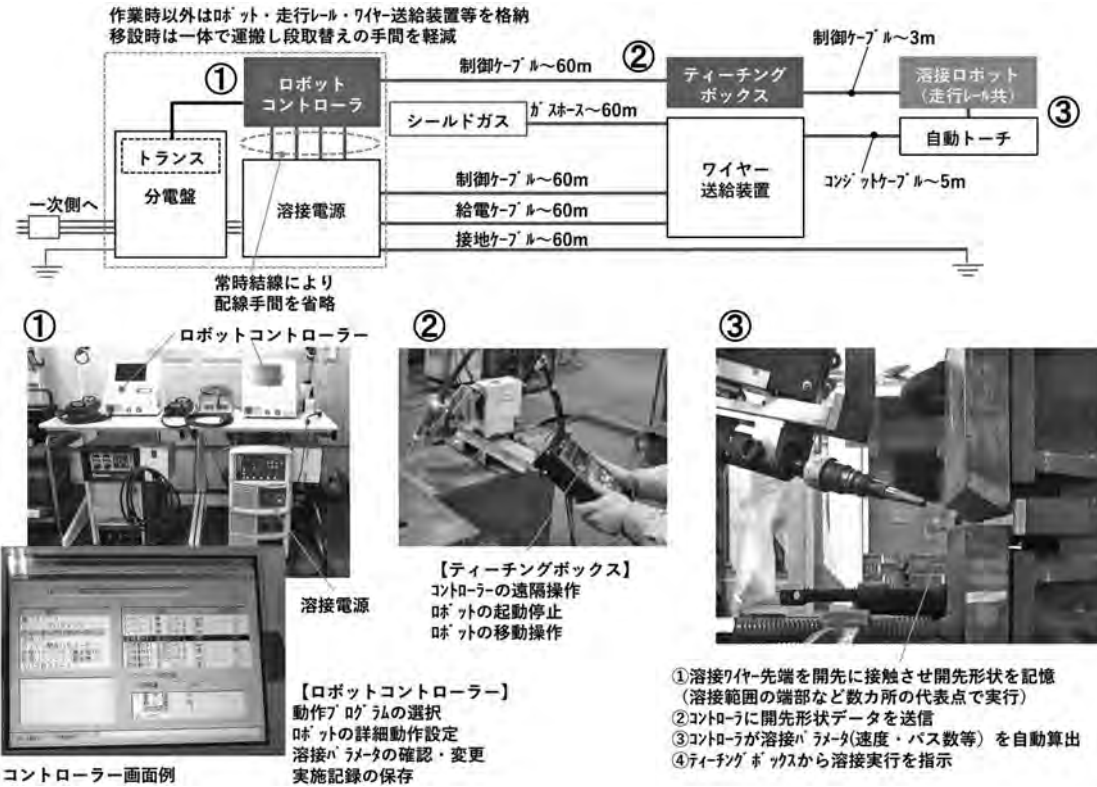 作業時以外はﾛﾎﾞｯﾄ・走行ﾚｰﾙ・ﾜｲﾔｰ送給装置等を格納
移設時は一体で運搬し段取替えの手間を軽減
①
ロボット
コントローラ
制御ｹｰﾌﾞﾙ～60m
②
ティーチング
ボックス
制御ｹｰﾌﾞﾙ～3m
溶接ロボット
(走行ﾚｰﾙ共)
③
シールドガス
ｶﾞｽﾎｰｽ～60m
自動トーチ
トランス
分電盤
溶接電源
ワイヤー
送給装置
ｺﾝｼﾞｯﾄｹｰﾌﾞﾙ～5m
一次側へ
制御ｹｰﾌﾞﾙ～60m
給電ｹｰﾌﾞﾙ～60m
接地ｹｰﾌﾞﾙ～60m
常時結線により
配線手間を省略
①
ロボットコントローラー
②
③
溶接電源
コントローラー画面例
【ロボットコントローラー】
動作ﾌﾟﾛｸﾞﾗﾑの選択
ﾛﾎﾞｯﾄの詳細動作設定
溶接ﾊﾟﾗﾒｰﾀの確認・変更
実施記録の保存
【ティーチングボックス】
ｺﾝﾄﾛｰﾗｰの遠隔操作
ﾛﾎﾞｯﾄの起動停止
ﾛﾎﾞｯﾄの移動操作
①溶接ﾜｲﾔｰ先端を開先に接触させ開先形状を記憶
(溶接範囲の端部など数カ所の代表点で実行)
②ｺﾝﾄﾛｰﾗに開先形状データを送信
③ｺﾝﾄﾛｰﾗが溶接ﾊﾟﾗﾒｰﾀ(速度・パス数等）を自動算出
④ﾃｨｰﾁﾝｸﾞﾎﾞｯｸｽから溶接実行を指示